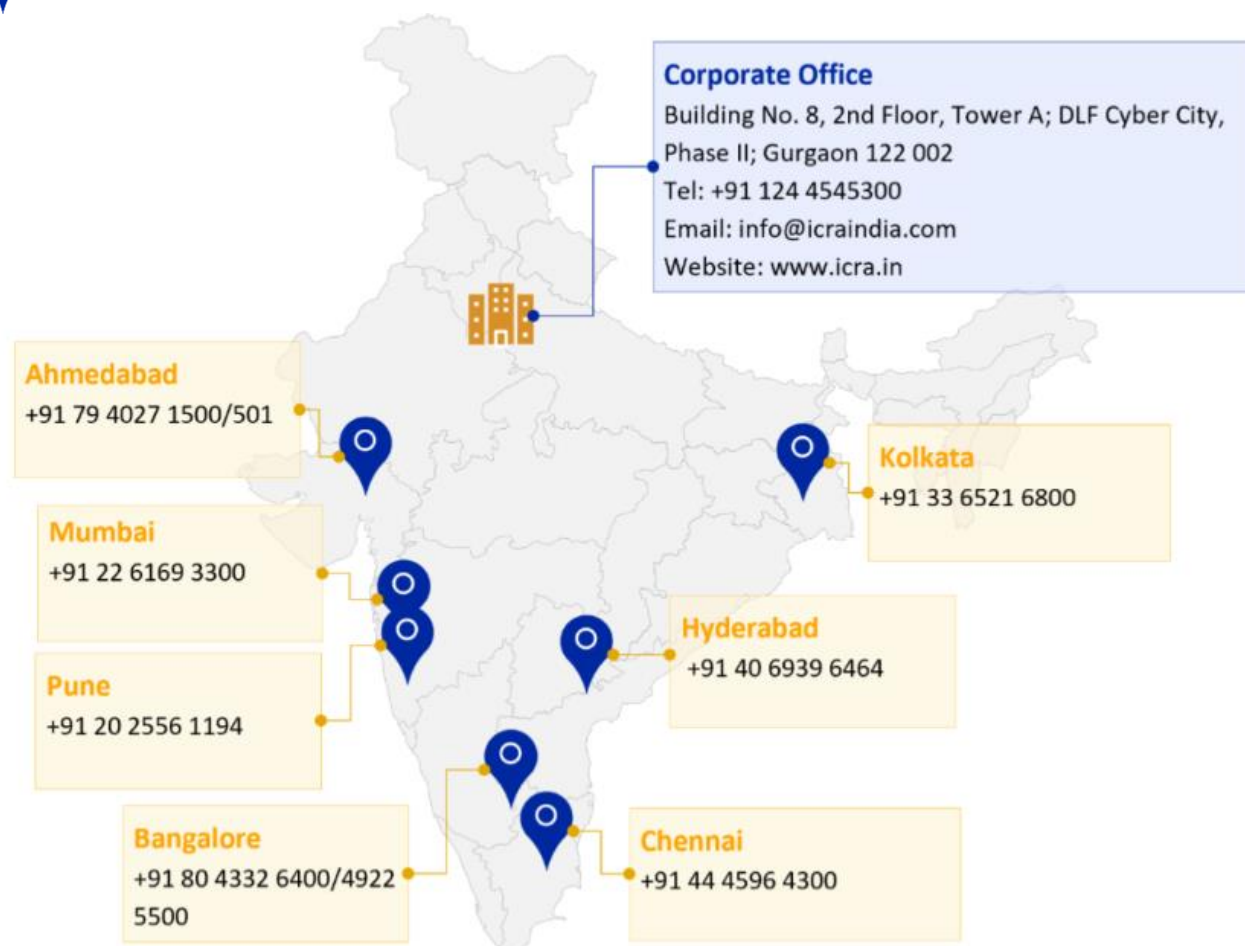 Corporate Office
Building No. 8, 2nd Floor, Tower A; DLF Cyber City,
Phase II; Gurgaon 122 002
Tel: +91 124 4545300
Email: info@icraindia.com
Website: www.icra.in
Ahmedabad
+91 79 4027 1500/501
Kolkata
+91 33 6521 6800
Mumbai
+91 22 6169 3300
Hyderabad
+91 40 6939 6464
Pune
+91 20 2556 1194
Bangalore
+91 80 4332 6400/4922
5500
Chennai
+91 44 4596 4300